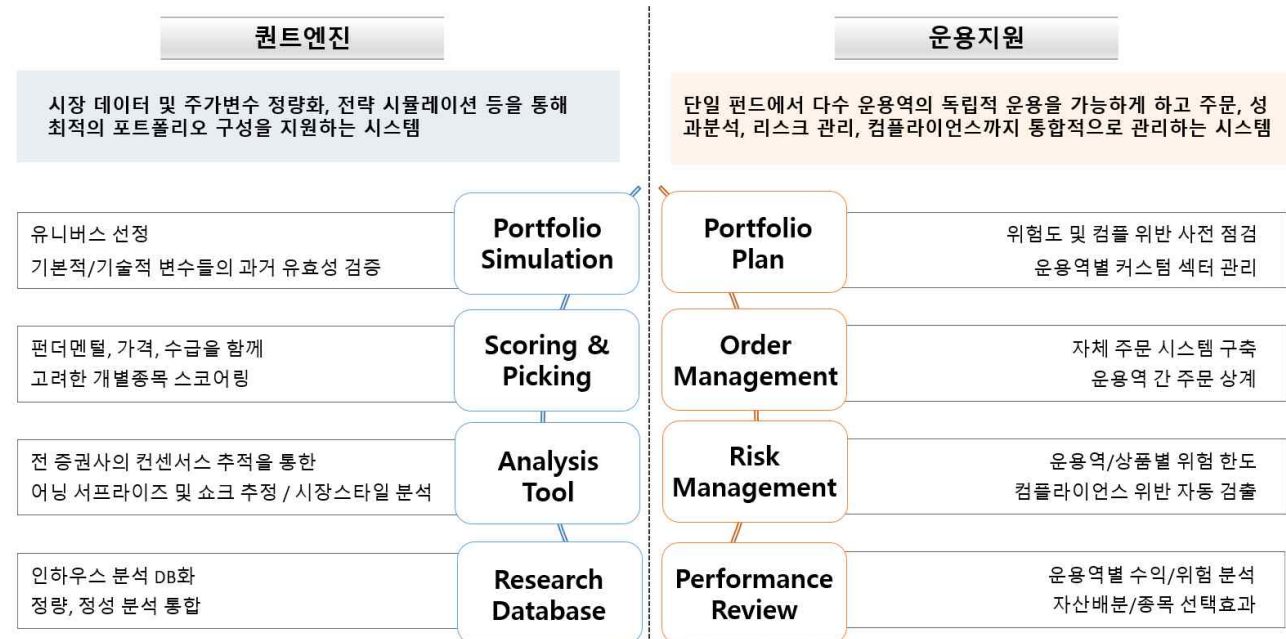 퀀트엔진
시장 데이터 및 주가변수 정량화, 전략 시뮬레이션 등을 통해
최적의 포트폴리오 구성을 지원하는 시스템
유니버스 선정
기본적/기술적 변수들의 과거 유효성 검증
Portfolio
Simulation
펀더멘털, 가격, 수급을 함께
고려한 개별종목 스코어링
Scoring &
Picking
전 증권사의 컨센서스 추적을 통한
어닝 서프라이즈 및 쇼크 추정 / 시장스타일 분석
Analysis
Tool
인하우스 분석 DB화
정량, 정성 분석 통합
Research
Database
운용지원
단일 펀드에서 다수 운용역의 독립적 운용을 가능하게 하고 주문, 성
과분석, 리스크 관리, 컴플라이언스까지 통합적으로 관리하는 시스템
Portfolio
Plan
위험도 및 컴플 위반 사전 점검
운용역별 커스텀 섹터 관리
Order
Management
자체 주문 시스템 구축
운용역 간 주문 상계
Risk
Management
운용역/상품별 위험 한도
컴플라이언스 위반 자동 검출
Performance
Review
운용역별 수익/위험 분석
자산배분/종목 선택효과